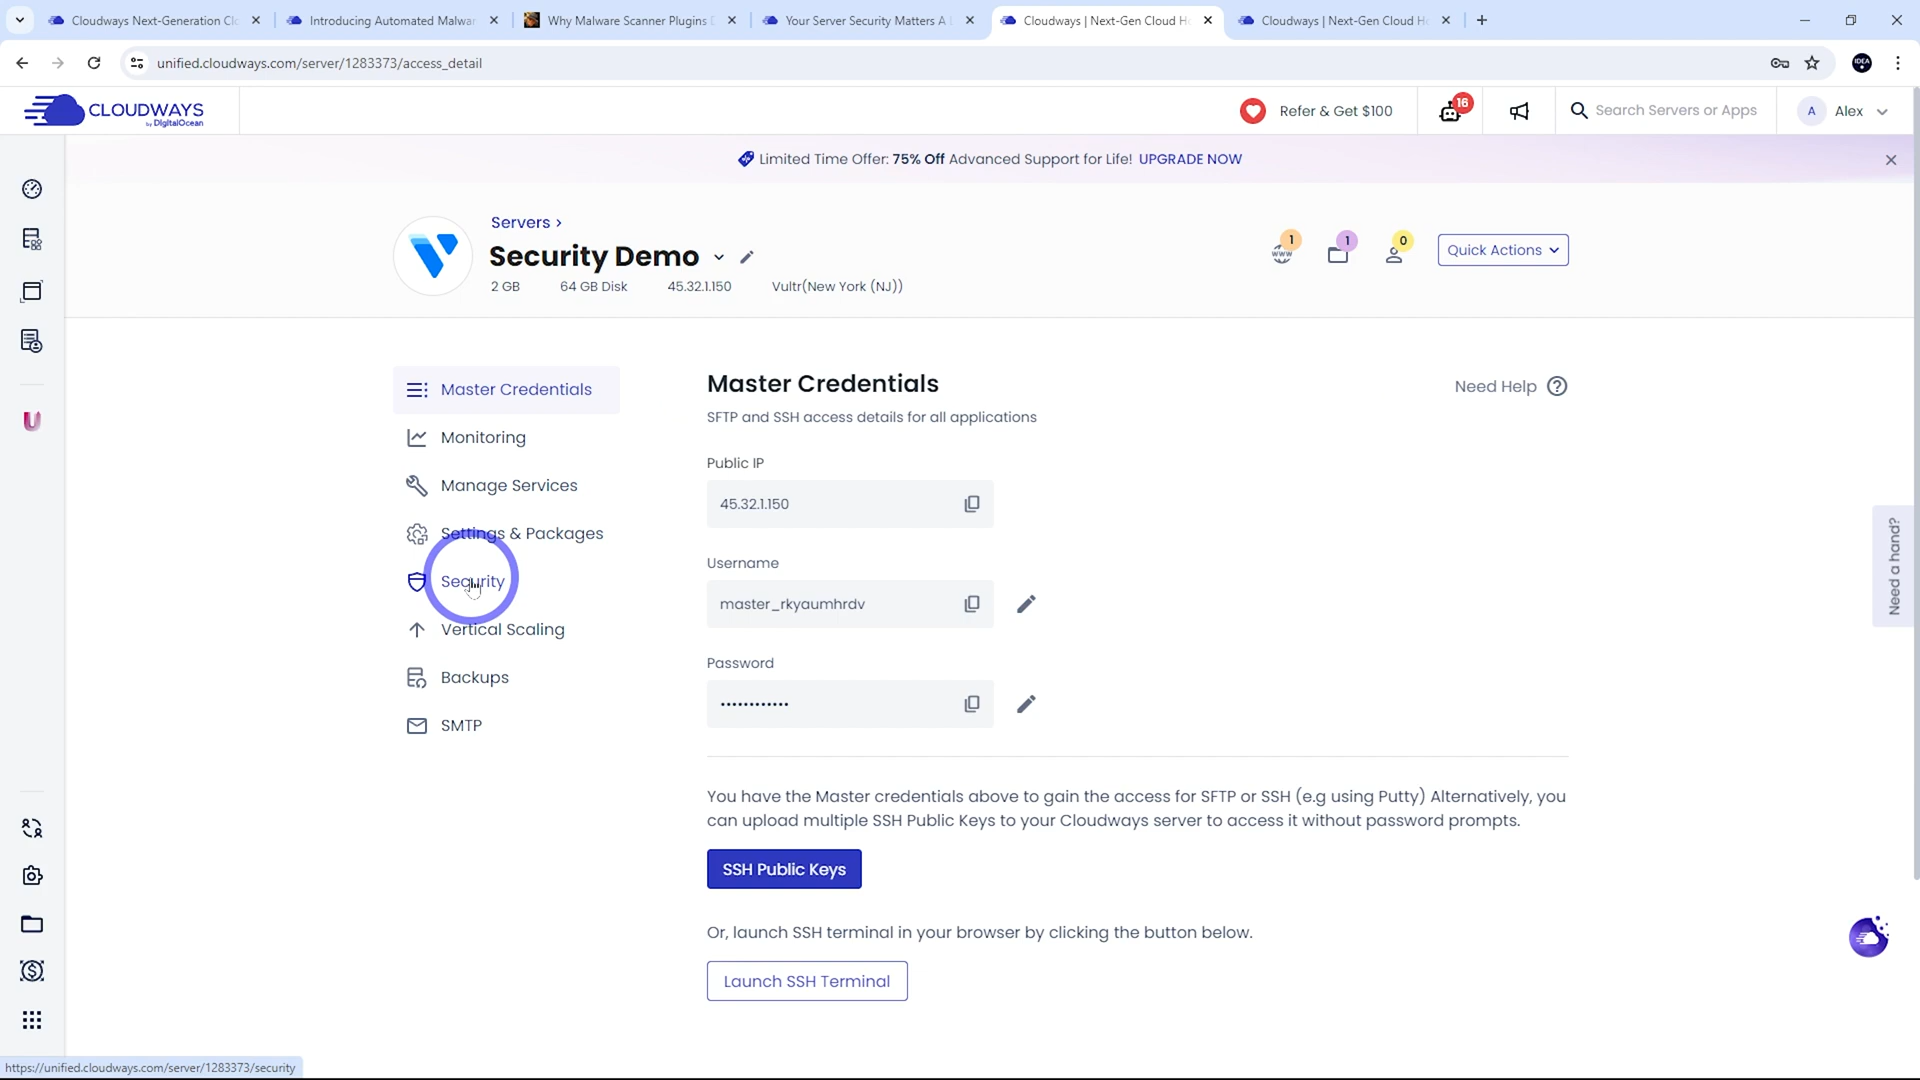 Cloudways Next-Generation Clo
Introducing Automated Malwar
Why Malware Scanner Plugins D
Your Server Security Matters A
Cloudways | Next-Gen Cloud Ho
Cloudways | Next-Gen Cloud Ho
unified.cloudways.com/server/1283373/access_detail
IDEA
CLOUDWAYS
by DigitalOcean
Refer & Get $100
16
Search Servers or Apps
A
Alex
Limited Time Offer: 75% Off Advanced Support for Life! UPGRADE NOW
Servers ›
Security Demo
2 GB
64 GB Disk
45.32.1.150
Vultr(New York (NJ))
www
1
1
0
Quick Actions
Master Credentials
Monitoring
Manage Services
Settings & Packages
Security
Vertical Scaling
Backups
SMTP
Master Credentials
Need Help
SFTP and SSH access details for all applications
Public IP
45.32.1.150
Username
master_rkyaumhrdv
Password
••••••••••••
You have the Master credentials above to gain the access for SFTP or SSH (e.g using Putty) Alternatively, you
can upload multiple SSH Public Keys to your Cloudways server to access it without password prompts.
SSH Public Keys
Or, launch SSH terminal in your browser by clicking the button below.
Launch SSH Terminal
Need a hand?
https://unified.cloudways.com/server/1283373/security